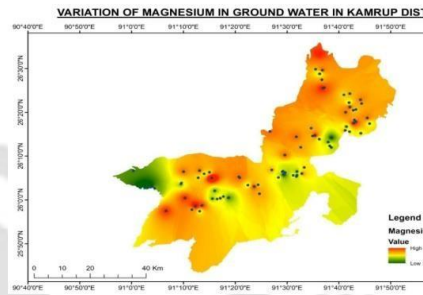 VARIATION OF MAGNESIUM IN GROUND WATER IN KAMRUP DIST
90°40'0"E 90°50'0"E 91°0'0"E 91°10'0"E 91°20'0"E 91°30'0"E 91°40'0"E 91°50'0"E
26°30'0"N
26°20'0"N
26°10'0"N
26°0'0"N
25°50'0"N
Legend
Magnesi
Value
High
Low
0 10 20 40 Km
90°40'0"E 90°50'0"E 91°0'0"E 91°10'0"E 91°20'0"E 91°30'0"E 91°40'0"E 91°50'0"E